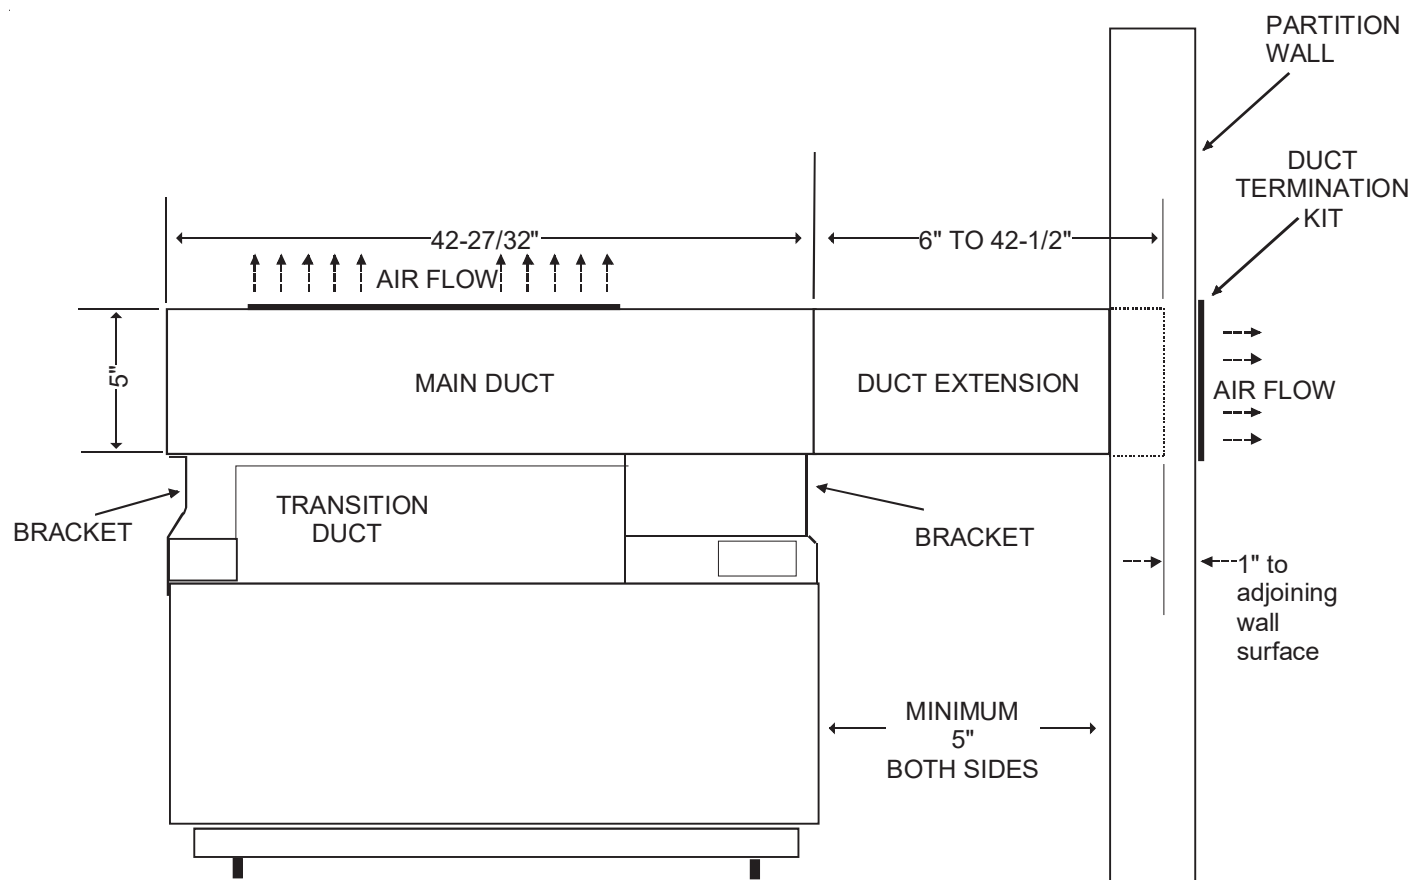 PARTITION
WALL
DUCT
TERMINATION
KIT
42-27/32"
6" TO 42-1/2"
AIR FLOW
5"
MAIN DUCT
DUCT EXTENSION
AIR FLOW
TRANSITION
DUCT
BRACKET
BRACKET
1" to
adjoining
wall
surface
MINIMUM
5"
BOTH SIDES